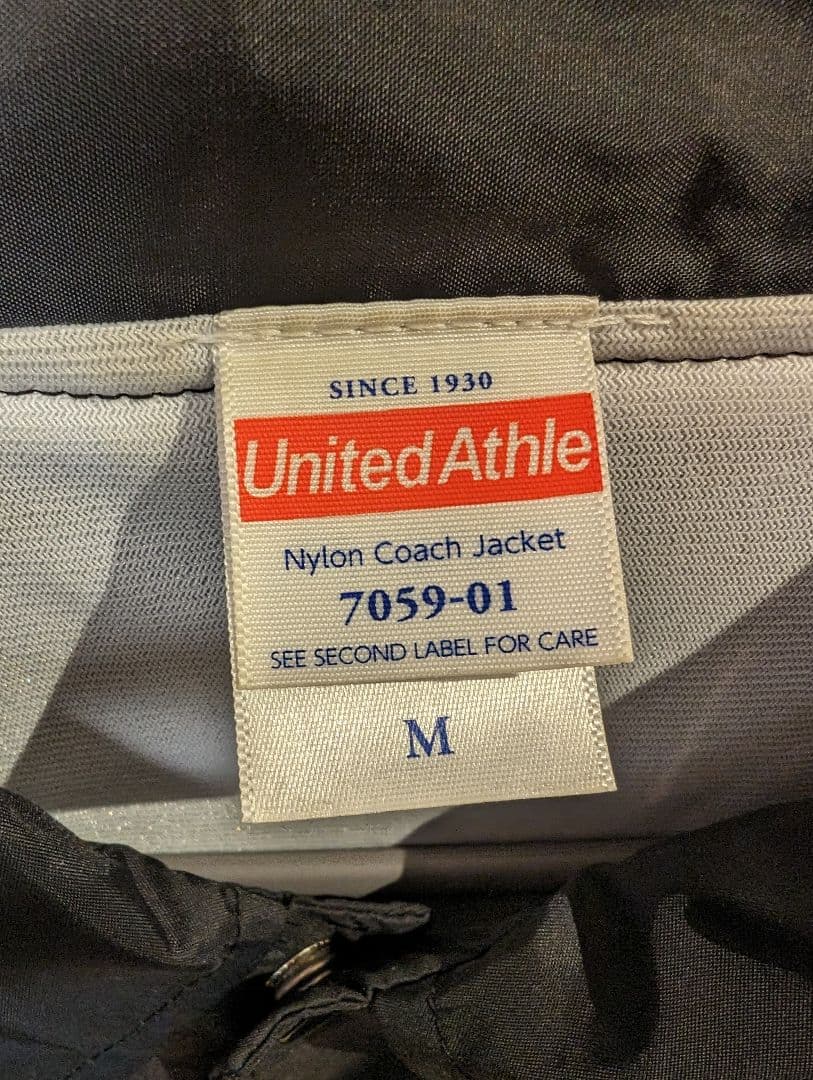 SINCE 1930
United Athle
Nylon Coach Jacket
7059-01
SEE SECOND LABEL FOR CARE
M